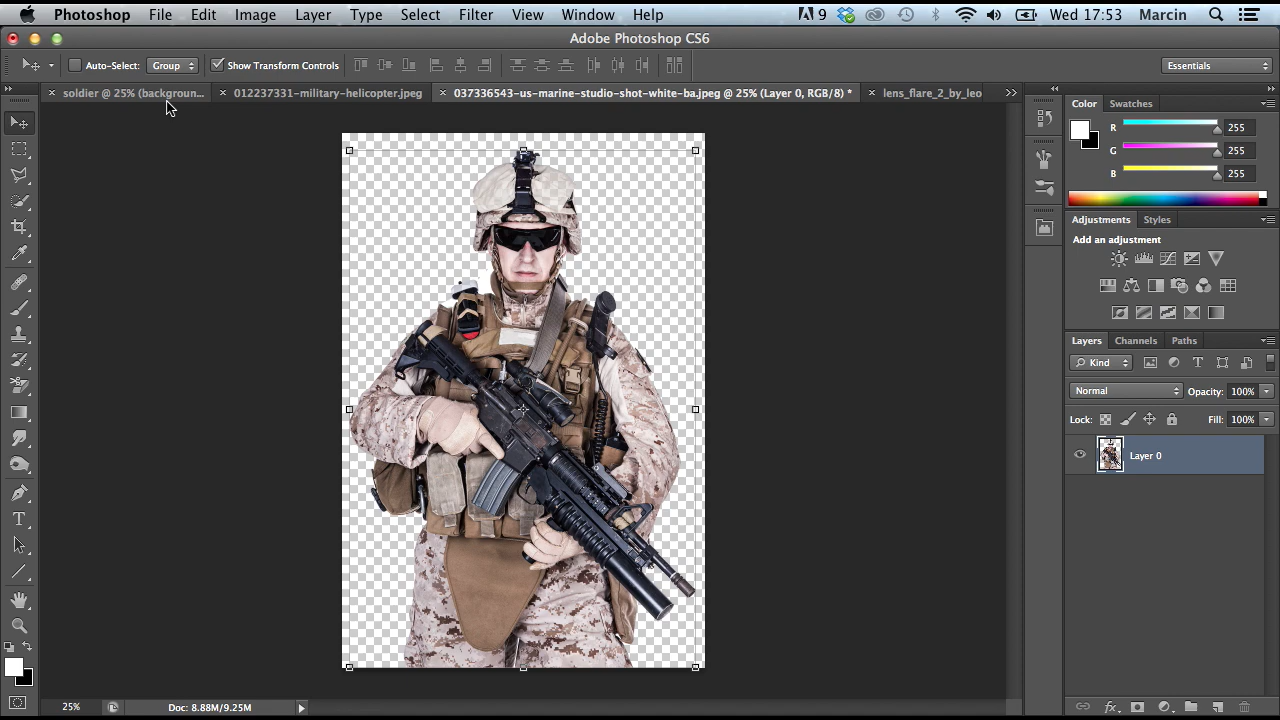 Photoshop File Edit Image Layer Type Select Filter View Window Help 9 Wed 17:53 Marcin
Adobe Photoshop CS6
Auto-Select: Group Show Transform Controls Essentials
soldier @ 25% (backgroun... 012237331-military-helicopter.jpeg 037336543-us-marine-studio-shot-white-ba.jpeg @ 25% (Layer 0, RGB/8) * lens_flare_2_by_leo
Color Swatches
R 255
G 255
B 255
Adjustments Styles
Add an adjustment
Layers Channels Paths
Kind
Normal Opacity: 100%
Lock: Fill: 100%
Layer 0
25% Doc: 8.88M/9.25M